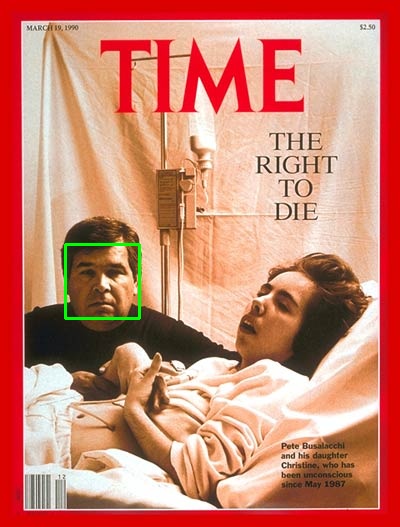 MARCH 19, 1990
$2.50
TIME
THE
RIGHT
TO
DIE
Pete Busalacchi
and his daughter
Christine, who has
been unconscious
since May 1987
12